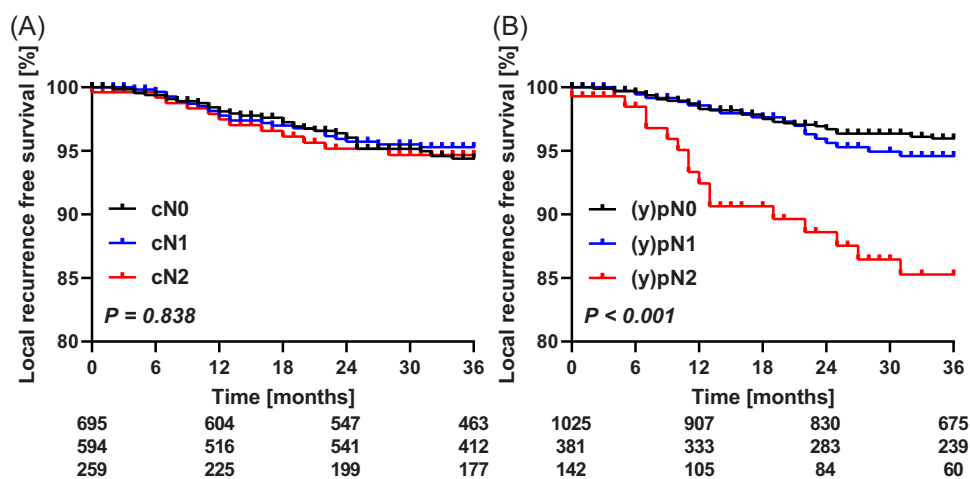 (A)
Local recurrence free survival [%]
100
95
90
85
80
cN0
cN1
cN2
P = 0.838
0 6 12 18 24 30 36
Time [months]
695 604 547 463
594 516 541 412
259 225 199 177
(B)
Local recurrence free survival [%]
100
95
90
85
80
(y)pN0
(y)pN1
(y)pN2
P < 0.001
0 6 12 18 24 30 36
Time [months]
1025 907 830 675
381 333 283 239
142 105 84 60